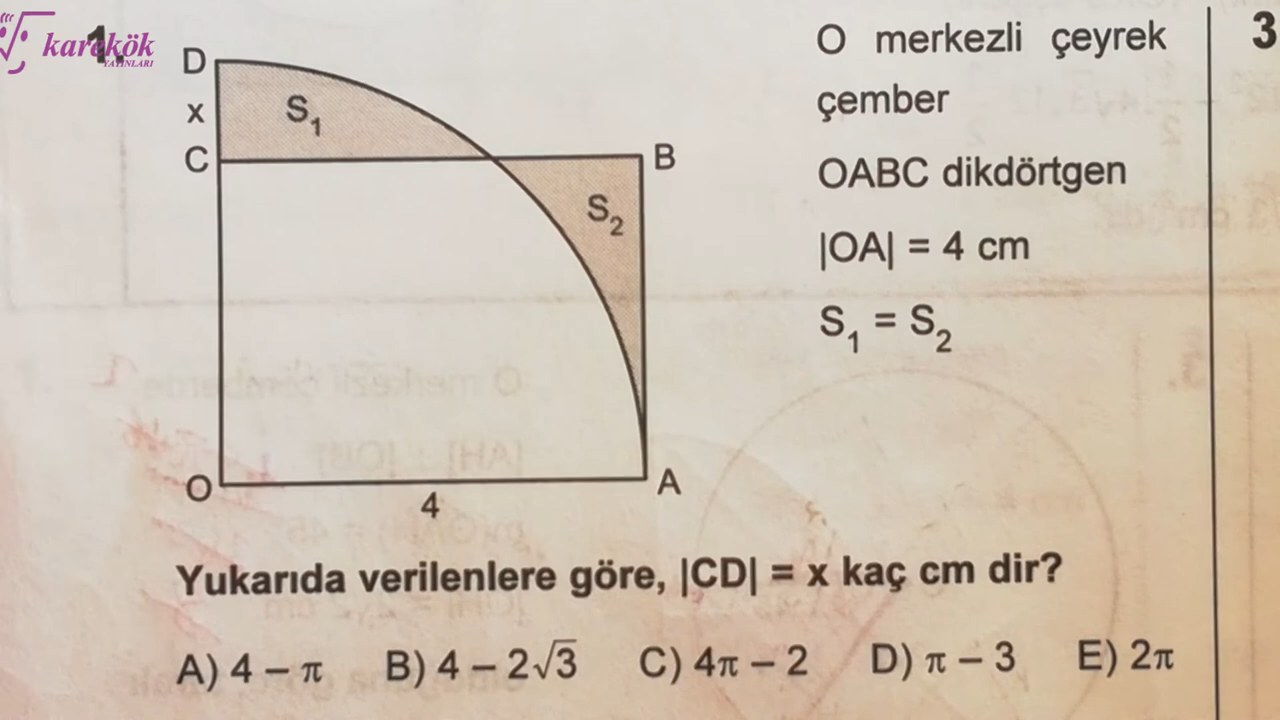 karekök
YAYINLARI
1.
D
x
S₁
C
B
S₂
O
A
4
O merkezli çeyrek
çember
OABC dikdörtgen
|OA| = 4 cm
S₁ = S₂
3
Yukarıda verilenlere göre, |CD| = x kaç cm dir?
A) 4 – π B) 4 – 2√3 C) 4π – 2 D) π – 3 E) 2π